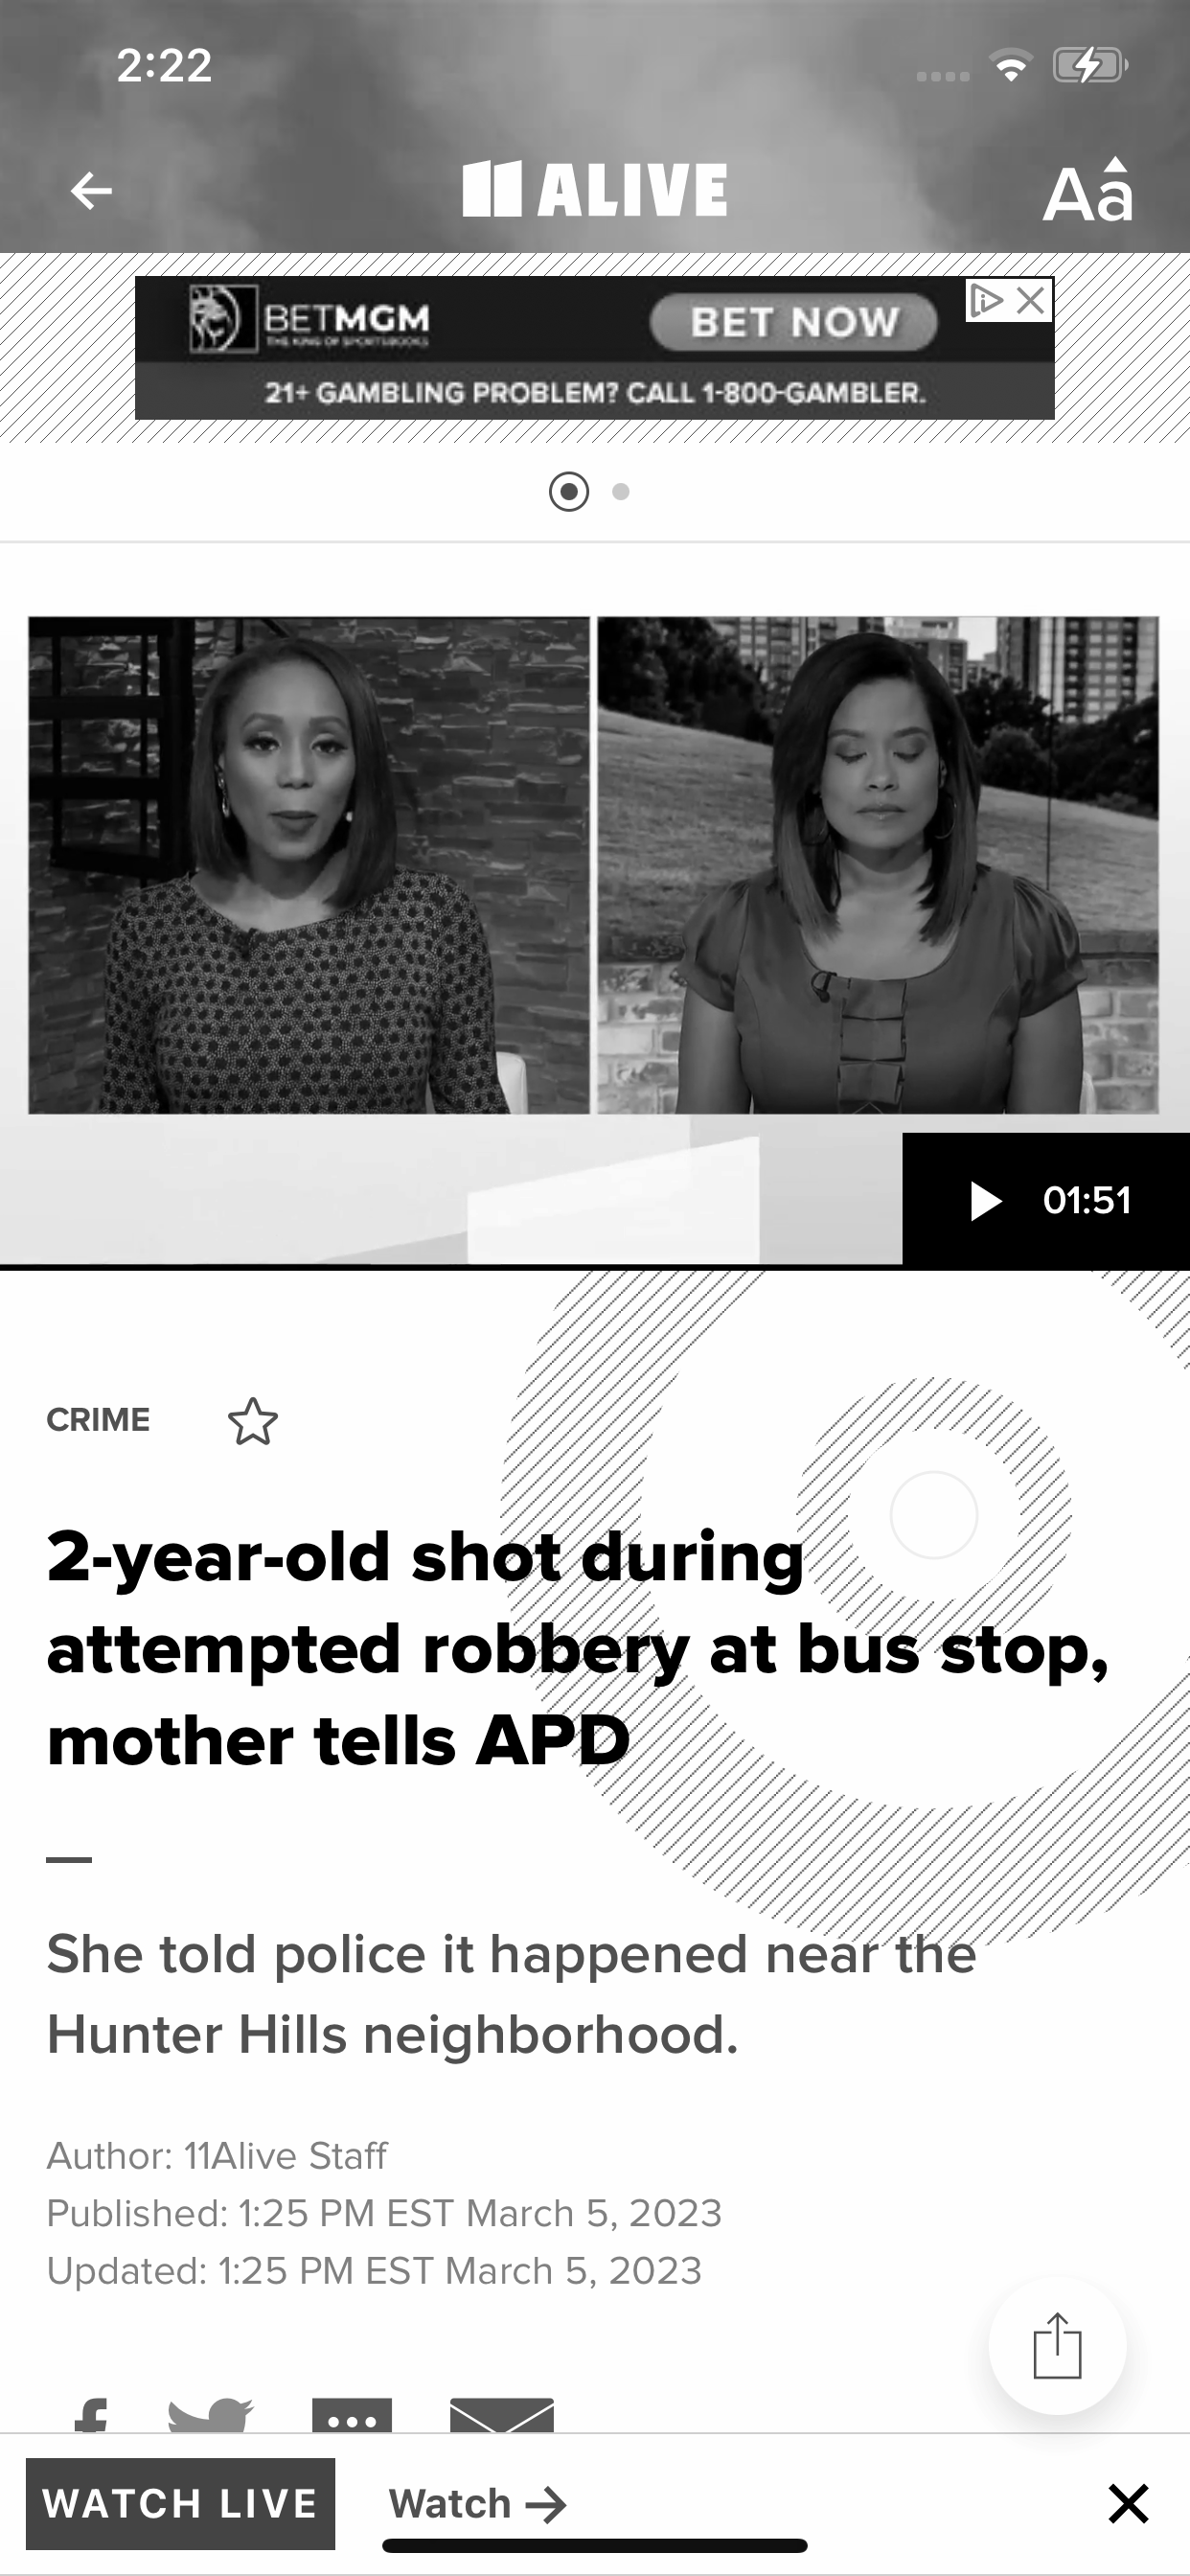 2:22
11 ALIVE
Aa
BETMGM
THE KING OF SPORTSBOOKS
BET NOW
21+ GAMBLING PROBLEM? CALL 1-800-GAMBLER.
01:51
CRIME
2-year-old shot during
attempted robbery at bus stop,
mother tells APD
She told police it happened near the
Hunter Hills neighborhood.
Author: 11Alive Staff
Published: 1:25 PM EST March 5, 2023
Updated: 1:25 PM EST March 5, 2023
WATCH LIVE
Watch →